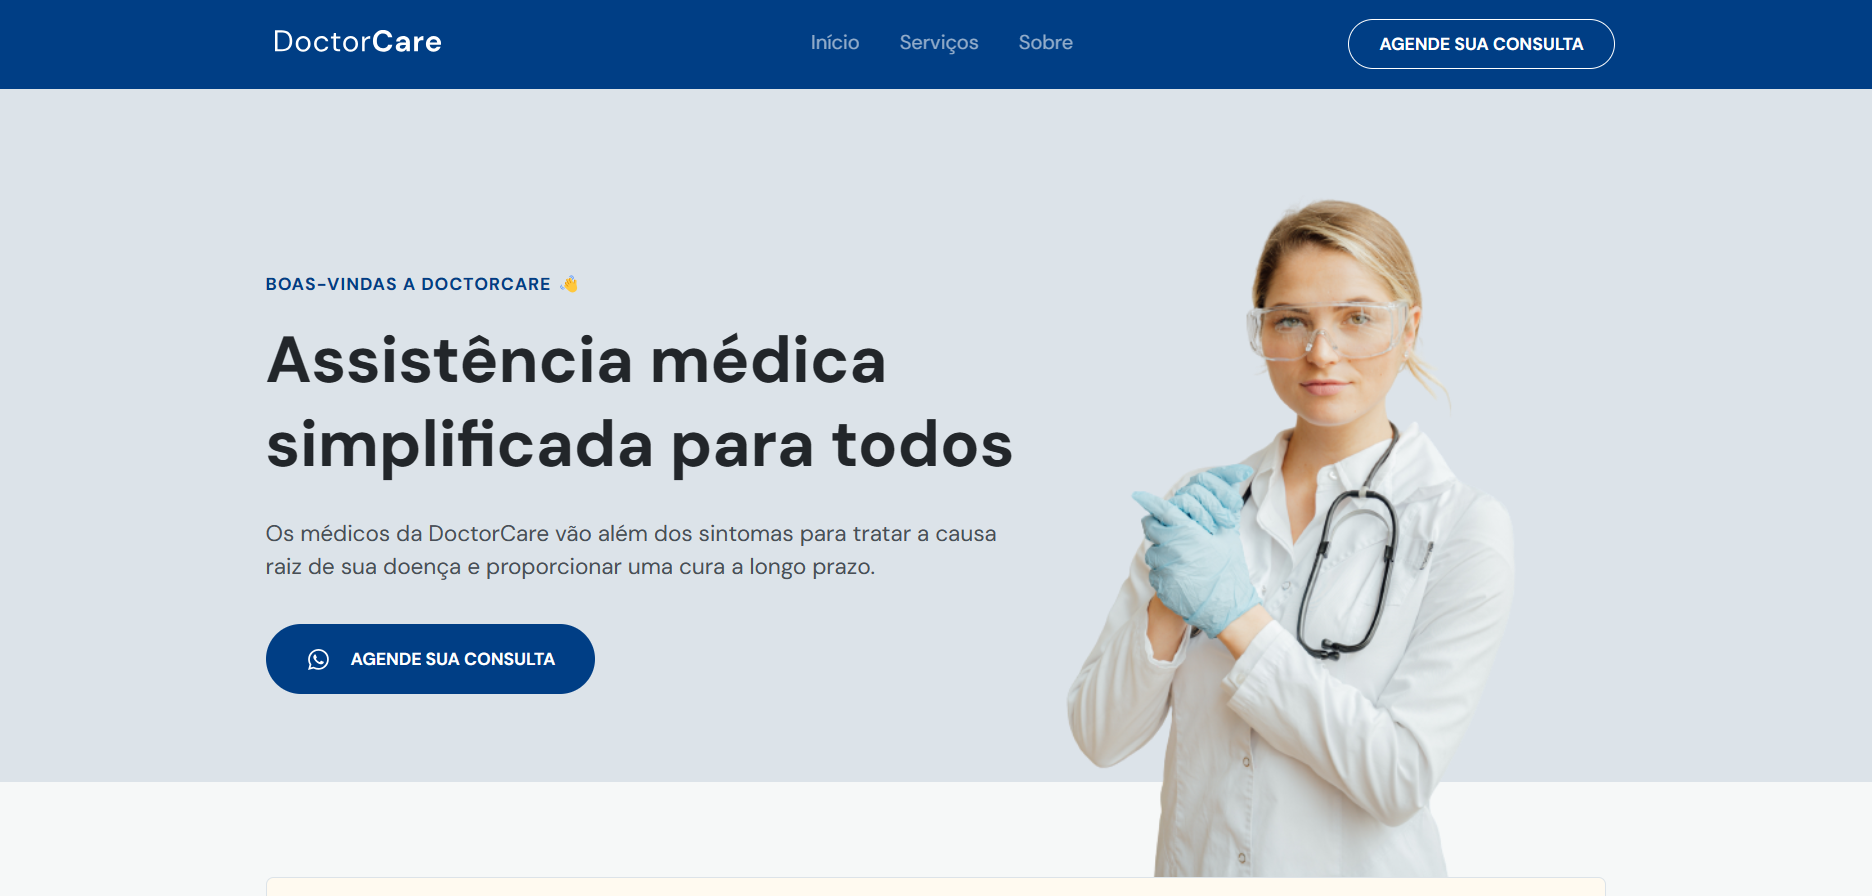 DoctorCare
Início
Serviços
Sobre
AGENDE SUA CONSULTA
BOAS-VINDAS A DOCTORCARE 👋
Assistência médica
simplificada para todos
Os médicos da DoctorCare vão além dos sintomas para tratar a causa
raiz de sua doença e proporcionar uma cura a longo prazo.
AGENDE SUA CONSULTA